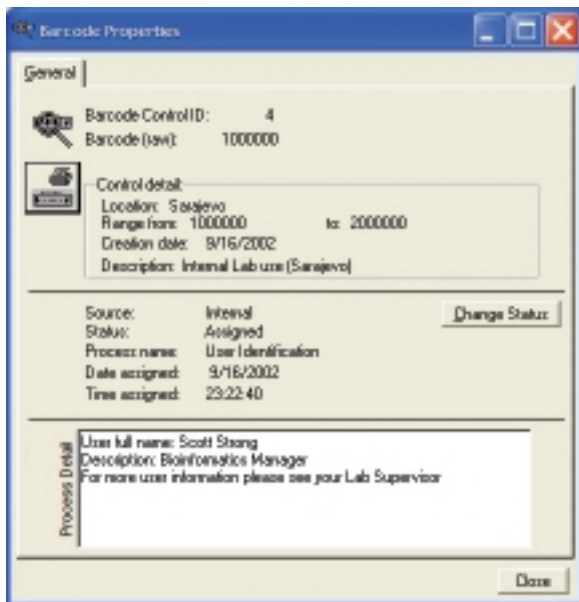 Barcode Properties
General
Barcode Control ID: 4
Barcode (raw): 1000000
Control detail:
Location: Sarajevo
Range from: 1000000 to: 2000000
Creation date: 9/16/2002
Description: Internal Lab use (Sarajevo)
Source: Internal
Change Status
Status: Assigned
Process name: User Identification
Date assigned: 9/16/2002
Time assigned: 23:22:40
Process Detail
User full name: Scott Strong
Description: Bioinformatics Manager
For more user information please see your Lab Supervisor
Close